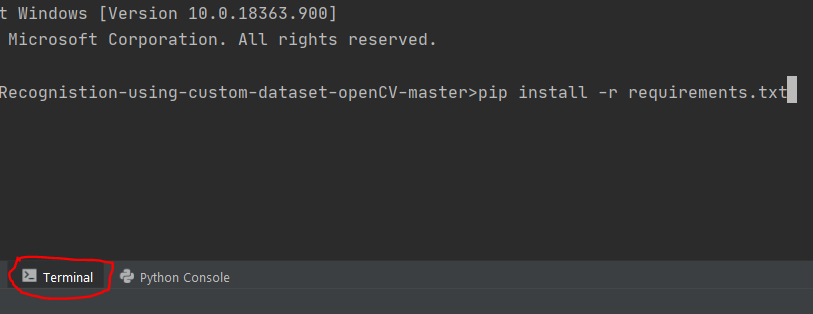 t Windows [Version 10.0.18363.900]
Microsoft Corporation. All rights reserved.
Recognistion-using-custom-dataset-openCV-master>pip install -r requirements.txt
Terminal
Python Console